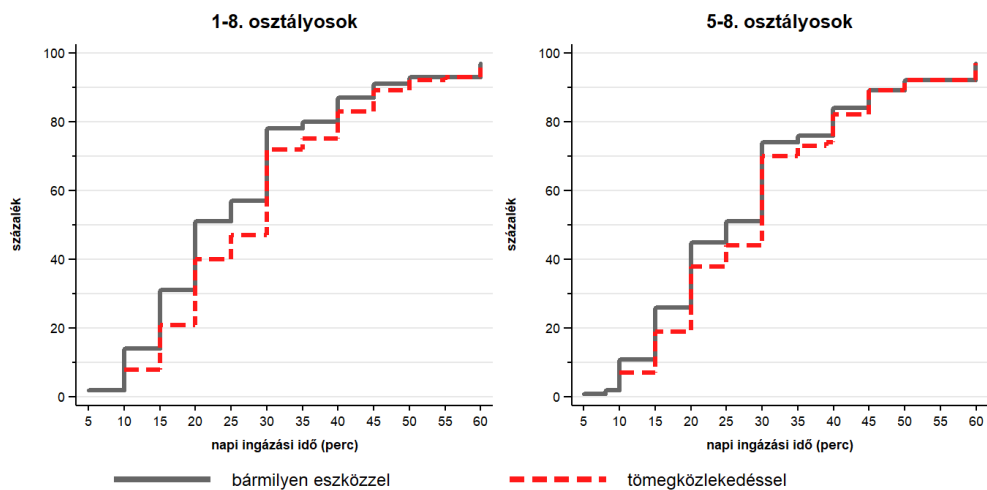 1-8. osztályosok
100
80
60
40
20
0
százalék
5 10 15 20 25 30 35 40 45 50 55 60
napi ingázási idő (perc)
5-8. osztályosok
100
80
60
40
20
0
százalék
5 10 15 20 25 30 35 40 45 50 55 60
napi ingázási idő (perc)
bármilyen eszközzel
tömegközlekedéssel